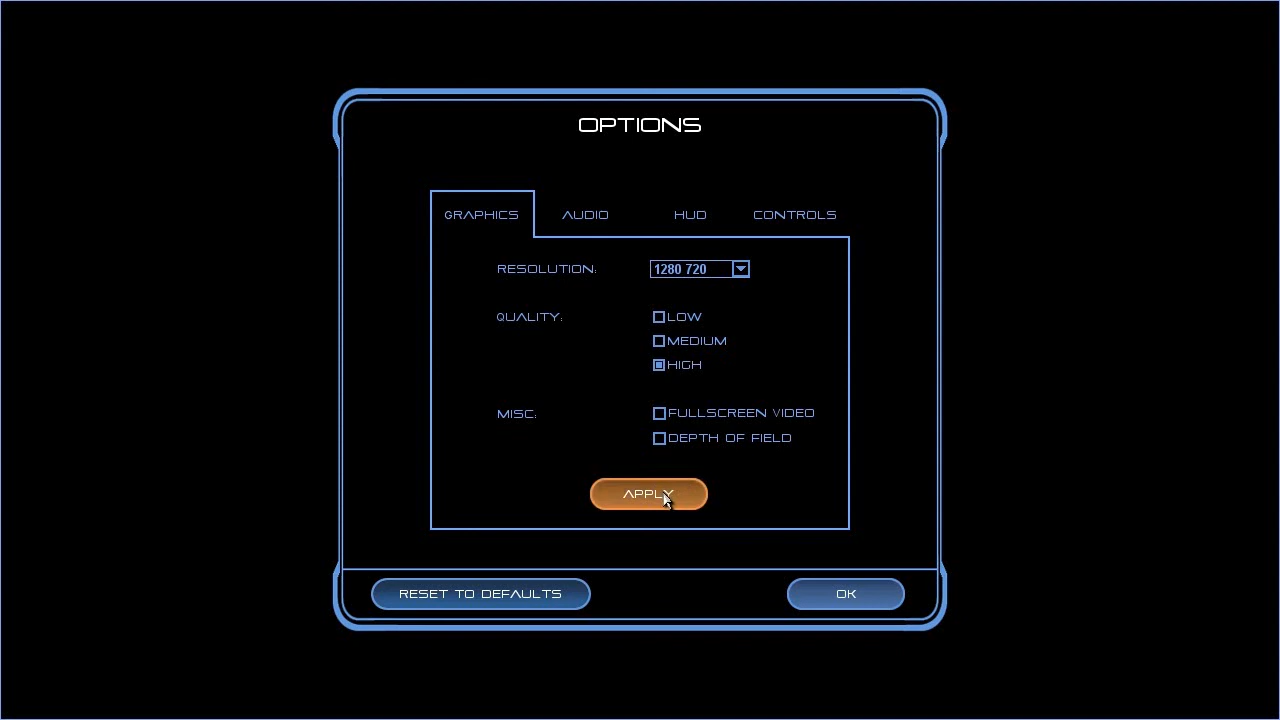 OPTIONS
GRAPHICS AUDIO HUD CONTROLS
RESOLUTION: 1280 720
QUALITY: LOW
MEDIUM
HIGH
MISC: FULLSCREEN VIDEO
DEPTH OF FIELD
APPLY
RESET TO DEFAULTS OK